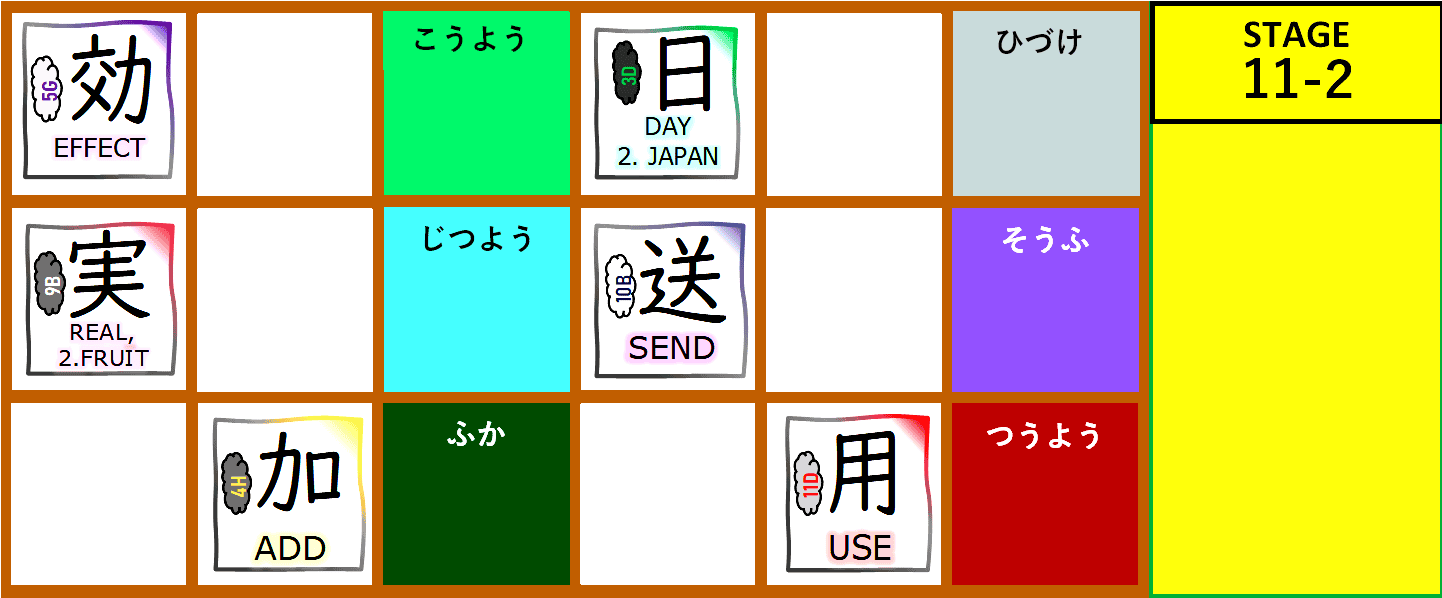 効
5G
EFFECT
こうよう
日
3D
DAY
2. JAPAN
ひづけ
STAGE
11-2
実
9B
REAL,
2.FRUIT
じつよう
送
10B
SEND
そうふ
加
4H
ADD
ふか
用
11D
USE
つうよう